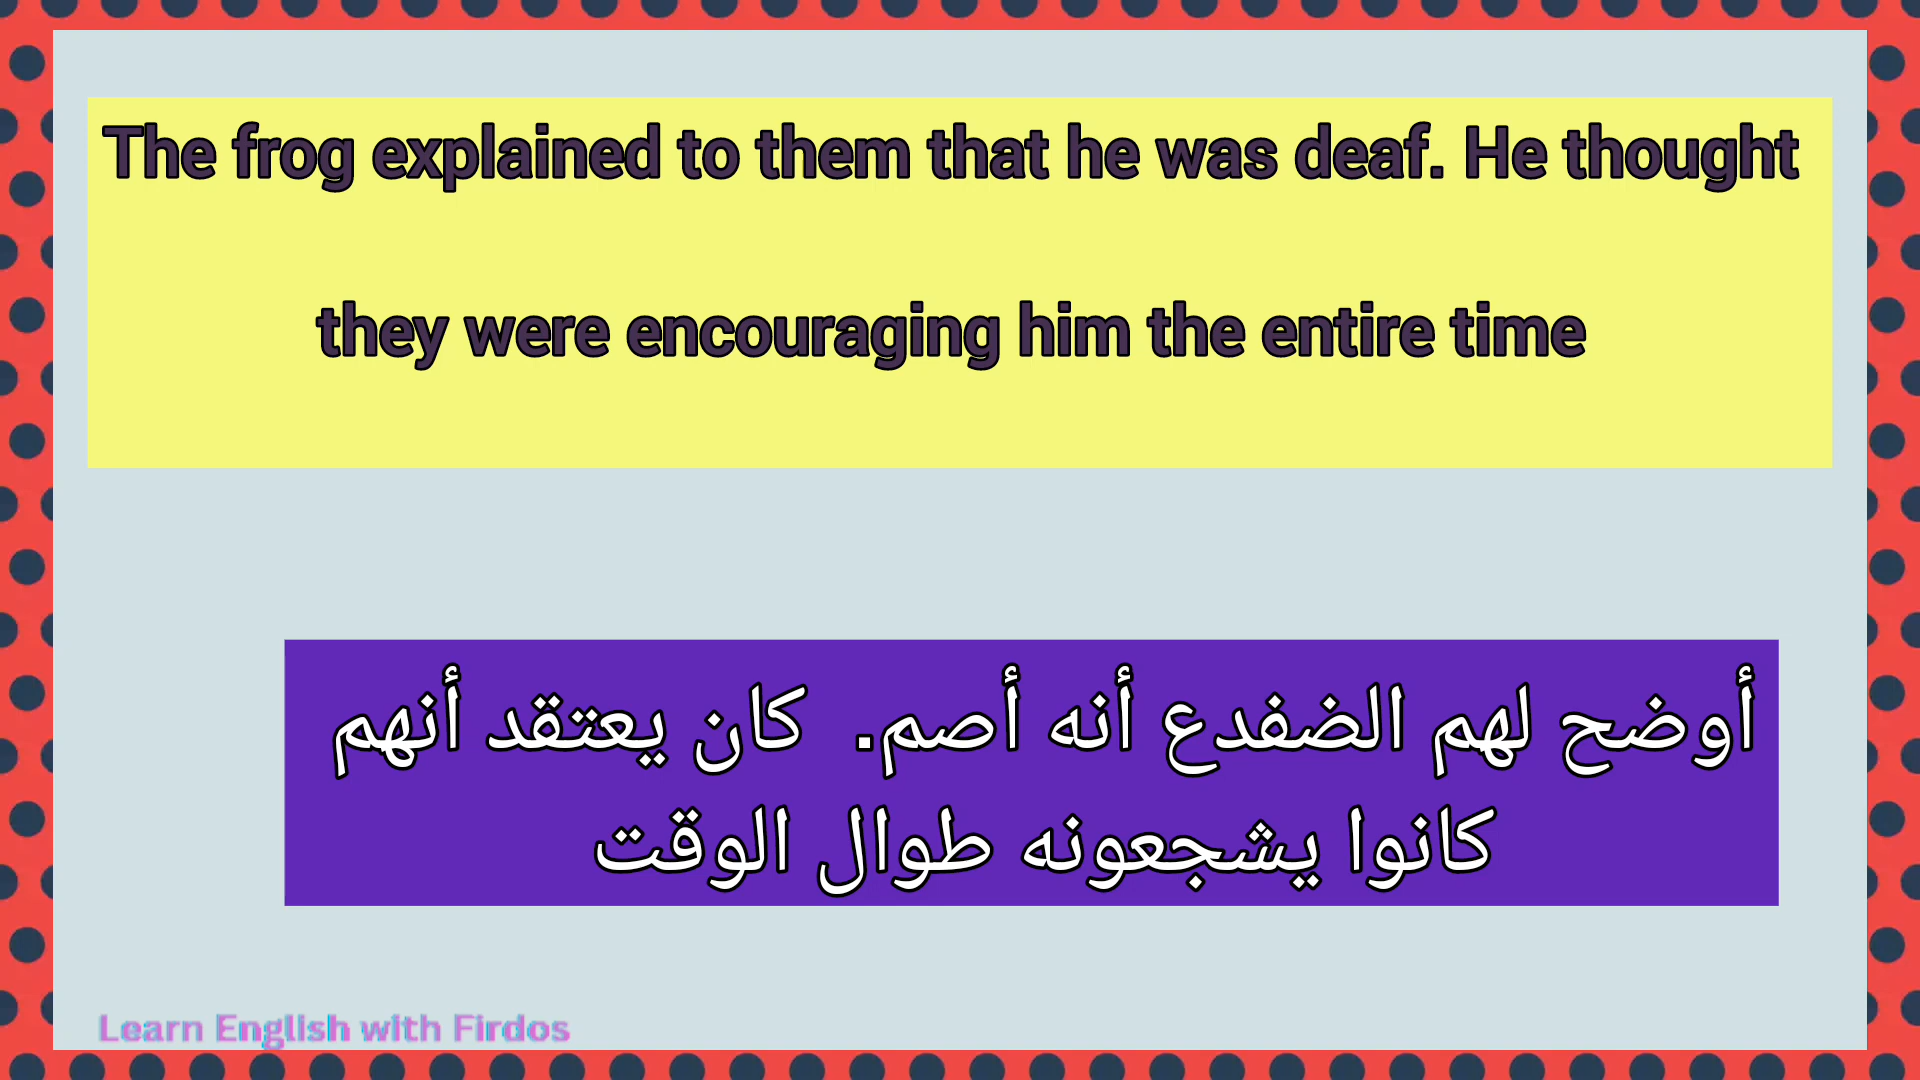 The frog explained to them that he was deaf. He thought
they were encouraging him the entire time
أوضح لهم الضفدع أنه أصم. كان يعتقد أنهم
كانوا يشجعونه طوال الوقت
Learn English with Firdos